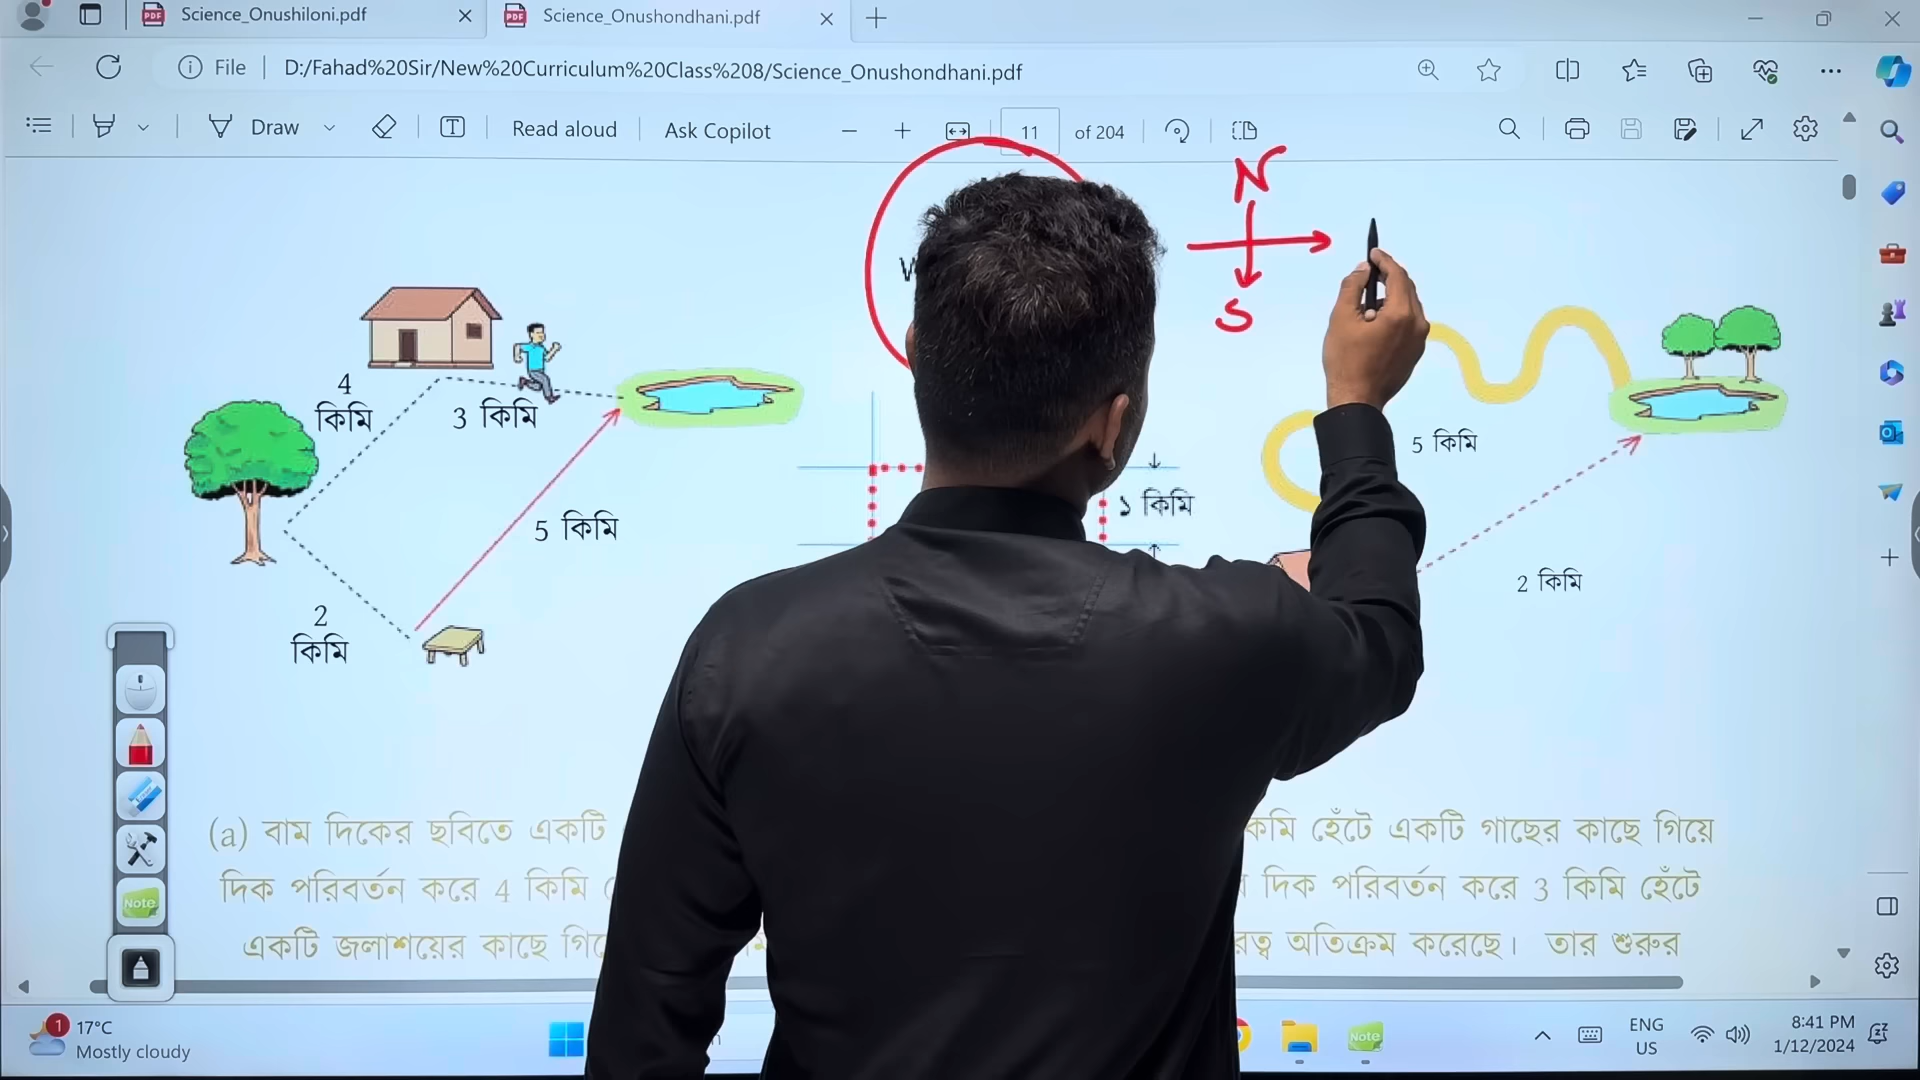 Science_Onushiloni.pdf
Science_Onushondhani.pdf
File
D:/Fahad%20Sir/New%20Curriculum%20Class%208/Science_Onushondhani.pdf
Draw
Read aloud
Ask Copilot
11
of 204
N
S
4
কিমি
3 কিমি
5 কিমি
2
কিমি
১ কিমি
5 কিমি
2 কিমি
(a) বাম দিকের ছবিতে একটি
হেঁটে একটি গাছের কাছে গিয়ে
দিক পরিবর্তন করে 4 কিমি
দিক পরিবর্তন করে 3 কিমি হেঁটে
একটি জলাশয়ের কাছে
অতিক্রম করেছে। তার শুরুর
Note
1
17°C
Mostly cloudy
Note
ENG
US
8:41 PM
1/12/2024